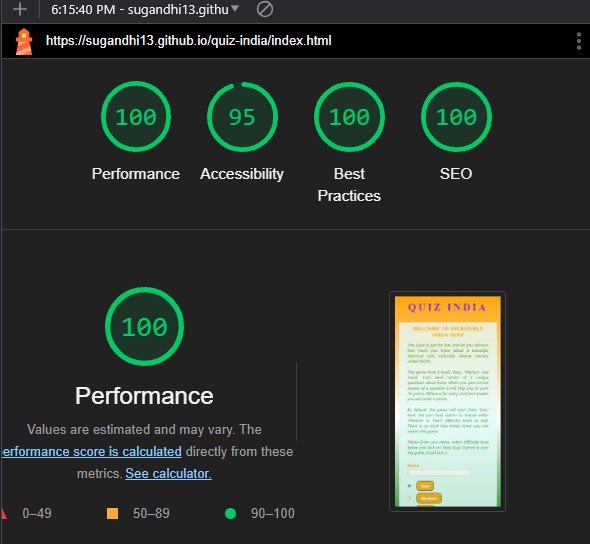 6:15:40 PM - sugandhi13.githu
https://sugandhi13.github.io/quiz-india/index.html
100 95 100 100
Performance Accessibility Best Practices SEO
100
Performance
Values are estimated and may vary. The
erformance score is calculated directly from these
metrics. See calculator.
0–49 50–89 90–100
QUIZ INDIA
WELCOME TO INCREDIBLE
INDIA QUIZ